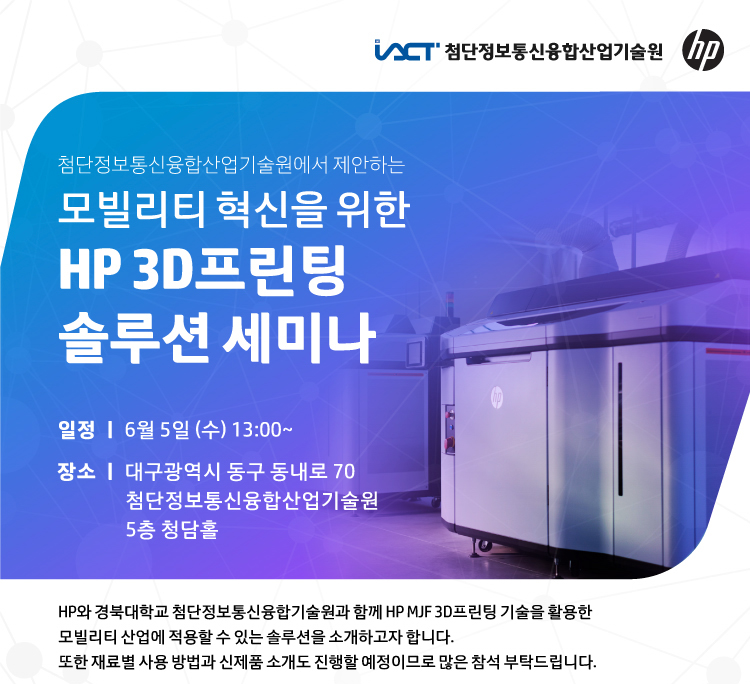 iACT 첨단정보통신융합산업기술원 hp
첨단정보통신융합산업기술원에서 제안하는
모빌리티 혁신을 위한
HP 3D프린팅
솔루션 세미나
일정 | 6월 5일 (수) 13:00~
장소 | 대구광역시 동구 동내로 70
첨단정보통신융합산업기술원
5층 청담홀
hp
HP와 경북대학교 첨단정보통신융합기술원과 함께 HP MJF 3D프린팅 기술을 활용한
모빌리티 산업에 적용할 수 있는 솔루션을 소개하고자 합니다.
또한 재료별 사용 방법과 신제품 소개도 진행할 예정이므로 많은 참석 부탁드립니다.